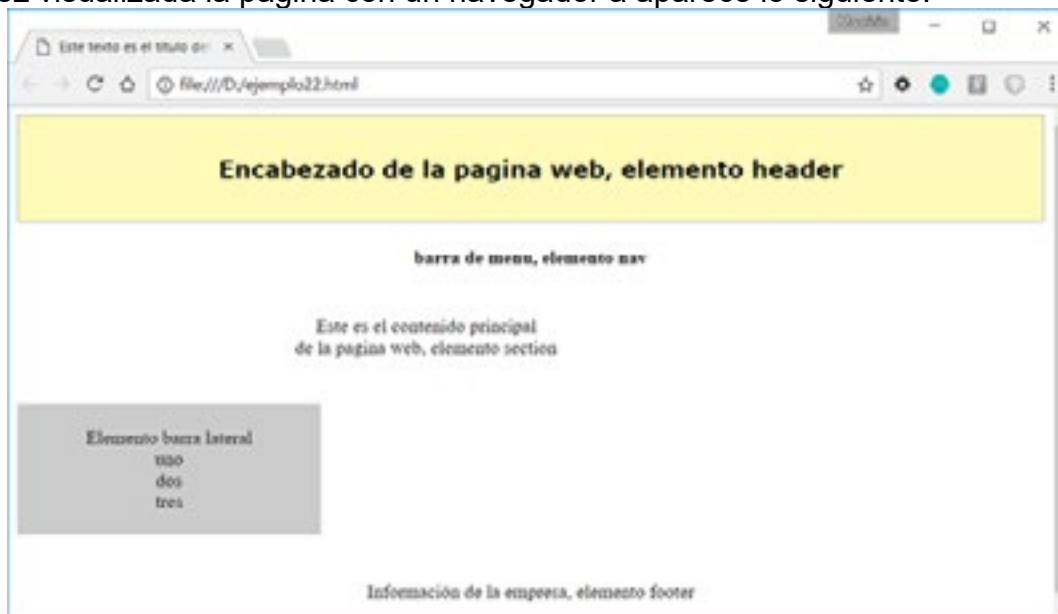 vez visualizada la pagina con un navegador a aparece lo siguiente:
Este texto es el titulo de
file:///D:/ejemplo22.html
Encabezado de la pagina web, elemento header
barra de menu, elemento nav
Este es el contenido principal
de la pagina web, elemento section
Elemento barra lateral
uno
dos
tres
Información de la empresa, elemento footer